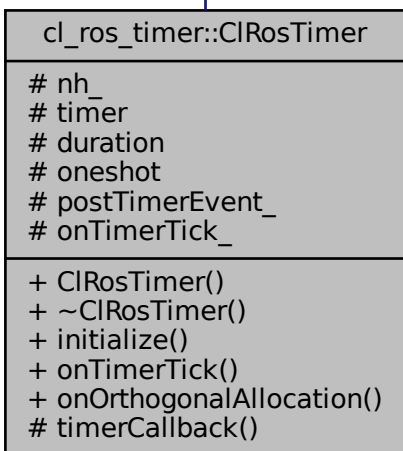 cl_ros_timer::ClRosTimer
# nh_
# timer
# duration
# oneshot
# postTimerEvent_
# onTimerTick_
+ ClRosTimer()
+ ~ClRosTimer()
+ initialize()
+ onTimerTick()
+ onOrthogonalAllocation()
# timerCallback()